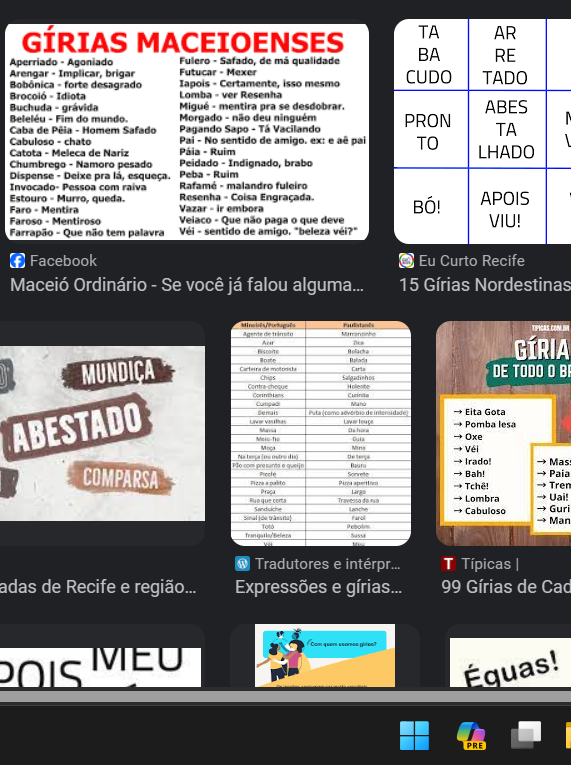 GÍRIAS MACEIOENSES
Aperriado - Agoniado
Arengar - Implicar, brigar
Bobônica - forte desagrado
Brocoió - Idiota
Buchuda - grávida
Beleléu - Fim do mundo.
Caba de Pêia - Homem Safado
Cabuloso - chato
Catota - Meleca de Nariz
Chumbrego - Namoro pesado
Dispense - Deixe pra lá, esqueça.
Invocado- Pessoa com raiva
Estouro - Murro, queda.
Faro - Mentira
Faroso - Mentiroso
Farrapão - Que não tem palavra
Fulero - Safado, de má qualidade
Futucar - Mexer
Iapois - Certamente, isso mesmo
Lomba - ver Resenha
Migué - mentira pra se desdobrar.
Morgado - não deu ninguém
Pagando Sapo - Tá Vacilando
Pai - No sentido de amigo. ex: e aê pai
Páia - Ruim
Peidado - Indignado, brabo
Peba - Ruim
Rafamé - malandro fuleiro
Resenha - Coisa Engraçada.
Vazar - ir embora
Veiaco - Que não paga o que deve
Véi - sentido de amigo. "beleza véi?"
TA
BA
CUDO
AR
RE
TADO
PRON
TO
ABES
TA
LHADO
BÓ!
APOIS
VIU!
Facebook
Maceió Ordinário - Se você já falou alguma...
Eu Curto Recife
15 Gírias Nordestinas
MUNDIÇA
ABESTADO
COMPARSA
Mineirês/Português Paulistanês
Agente de trânsito Marronzinho
Azar Zica
Biscoito Bolacha
Boate Balada
Carteira de motorista Carta
Chips Salgadinhos
Contra-cheque Holerite
Corinthians Curintia
Cumpadi Mano
Demais Puta (como advérbio de intensidade)
Lavar vasilhas Lavar louça
Massa Da hora
Meio-fio Guia
Moça Mina
Na terça (ou outro dia) De terça
Pão com presunto e queijo Bauru
Picolé Sorvete
Pizza a palito Pizza aperitivo
Praça Largo
Rua que corta Travessa da rua
Sanduíche Lanche
Sinal (de trânsito) Farol
Totó Pebolim
Tranquilo/Beleza Sussa
Véi Meu
TIPICAS.COM
GÍRIA
DE TODO O B
→ Eita Gota
→ Pomba lesa
→ Oxe
→ Véi
→ Irado!
→ Bah!
→ Tchê!
→ Lombra
→ Cabuloso
→ Mass
→ Paia
→ Trem
→ Uai!
→ Guri
→ Man
adas de Recife e região...
Tradutores e intérpr...
Expressões e gírias...
Típicas |
99 Gírias de Cad
POIS MEU
Com quem usamos gírias?
Éguas!
PRE